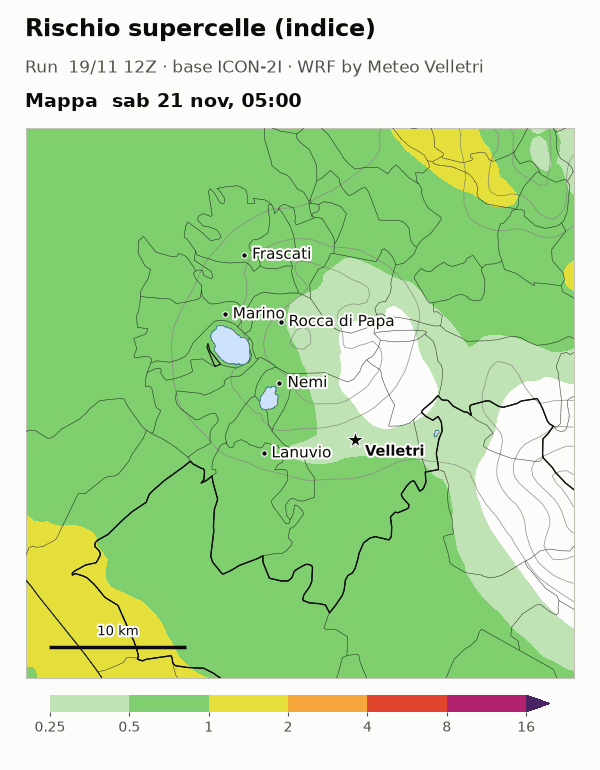 Rischio supercelle (indice)
Run  19/11 12Z · base ICON-2I · WRF by Meteo Velletri
Mappa  sab 21 nov, 05:00
Frascati
Marino
Rocca di Papa
Nemi
Velletri
Lanuvio
10 km
0.25 0.5 1 2 4 8 16